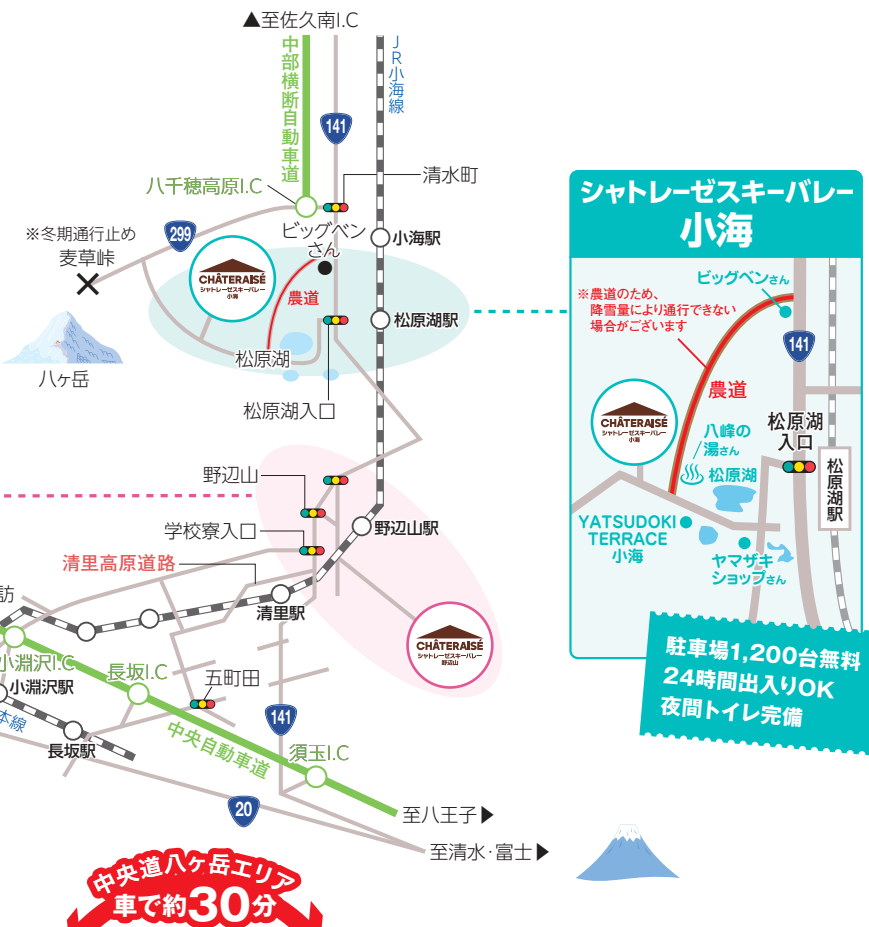 ▲至佐久南I.C
中部横断自動車道
JR小海線
141
八千穂高原I.C
清水町
299
※冬期通行止め
麦草峠
ビッグベン
さん
小海駅
CHÂTERAISÉ
シャトレーゼスキーバレー
小海
農道
松原湖駅
松原湖
八ヶ岳
松原湖入口
野辺山
学校寮入口
野辺山駅
清里高原道路
訪
清里駅
CHÂTERAISÉ
シャトレーゼスキーバレー
野辺山
小淵沢I.C
小淵沢駅
長坂I.C
五町田
本線
長坂駅
中央自動車道
141
須玉I.C
20
至八王子▶
至清水・富士▶
中央道八ヶ岳エリア
車で約30分
シャトレーゼスキーバレー
小海
ビッグベンさん
※農道のため、
降雪量により通行できない
場合がございます
141
農道
CHÂTERAISÉ
シャトレーゼスキーバレー
小海
八峰の
湯さん
松原湖
入口
松原湖
松原湖駅
YATSUDOKI
TERRACE
小海
ヤマザキ
ショップさん
駐車場1,200台無料
24時間出入りOK
夜間トイレ完備